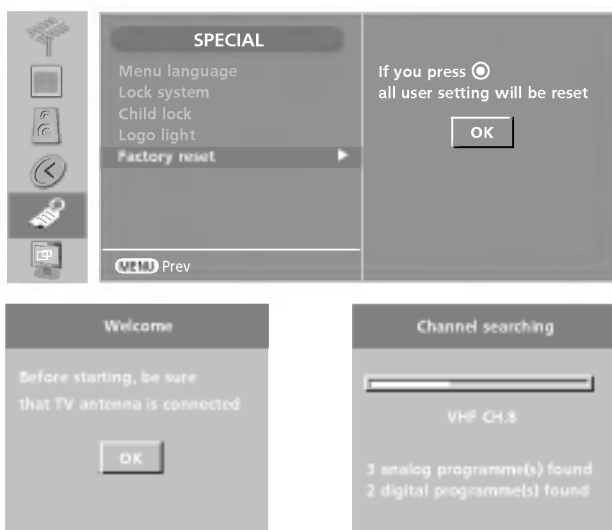 SPECIAL
Menu language
Lock system
Child lock
Logo light
Factory reset
MENU Prev
If you press
all user setting will be reset
OK
Welcome
Before starting, be sure
that TV antenna is connected
OK
Channel searching
VHF CH.8
3 analog programme(s) found
2 digital programme(s) found